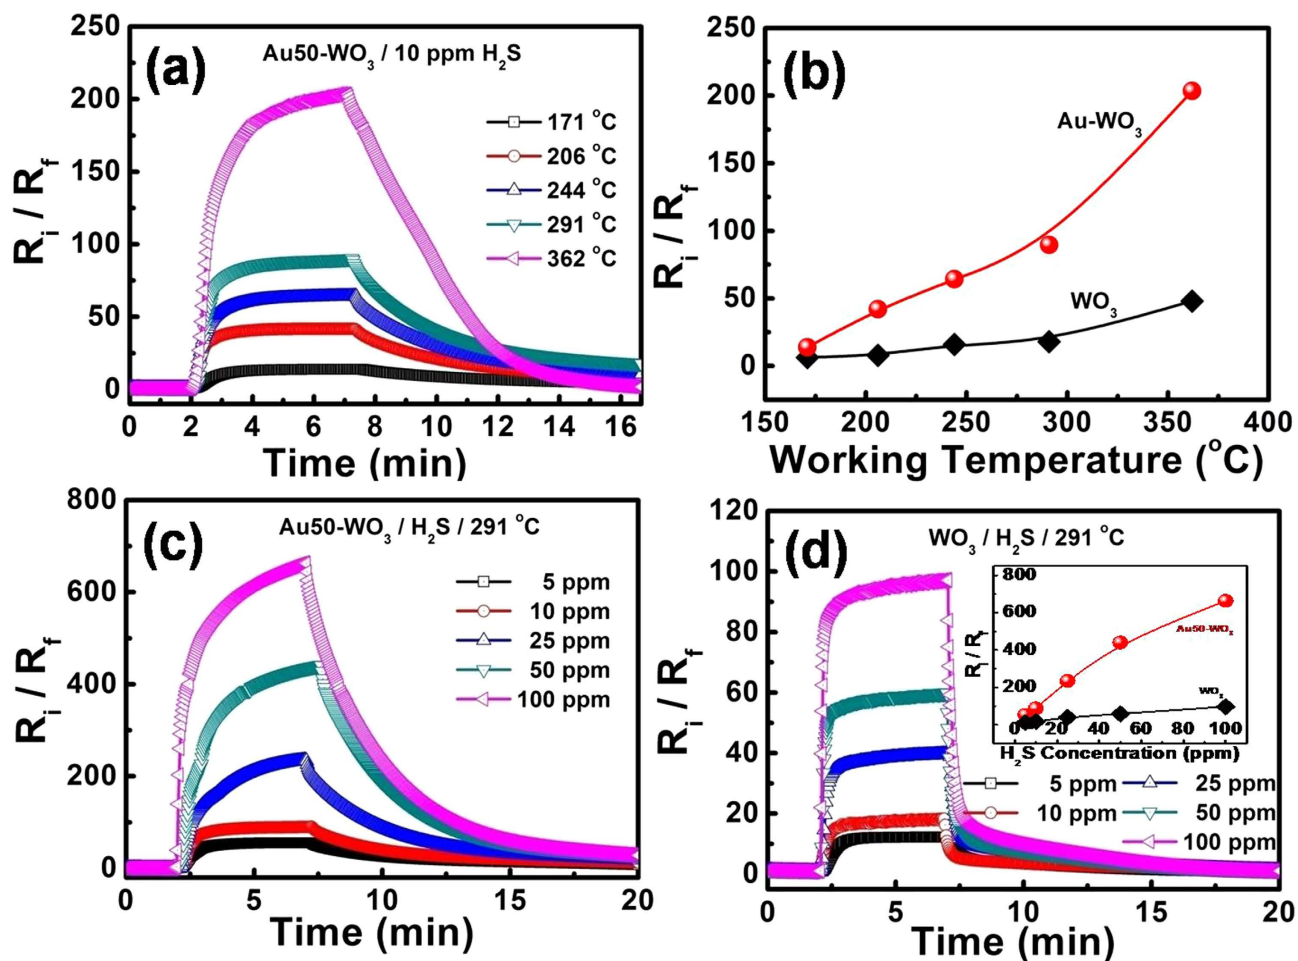 (a)
Au50-WO₃ / 10 ppm H₂S
171 °C
206 °C
244 °C
291 °C
362 °C
250
200
150
100
50
0
Rᵢ / R_f
0 2 4 6 8 10 12 14 16
Time (min)
(b)
Au-WO₃
WO₃
250
200
150
100
50
0
Rᵢ / R_f
150 200 250 300 350 400
Working Temperature (°C)
(c)
Au50-WO₃ / H₂S / 291 °C
5 ppm
10 ppm
25 ppm
50 ppm
100 ppm
800
600
400
200
0
Rᵢ / R_f
0 5 10 15 20
Time (min)
(d)
WO₃ / H₂S / 291 °C
120
100
80
60
40
20
0
Rᵢ / R_f
800
600
400
200
Rᵢ / R_f
Au50-WO₃
WO₃
0 20 40 60 80 100
H₂S Concentration (ppm)
5 ppm 25 ppm
10 ppm 50 ppm
100 ppm
0 5 10 15 20
Time (min)